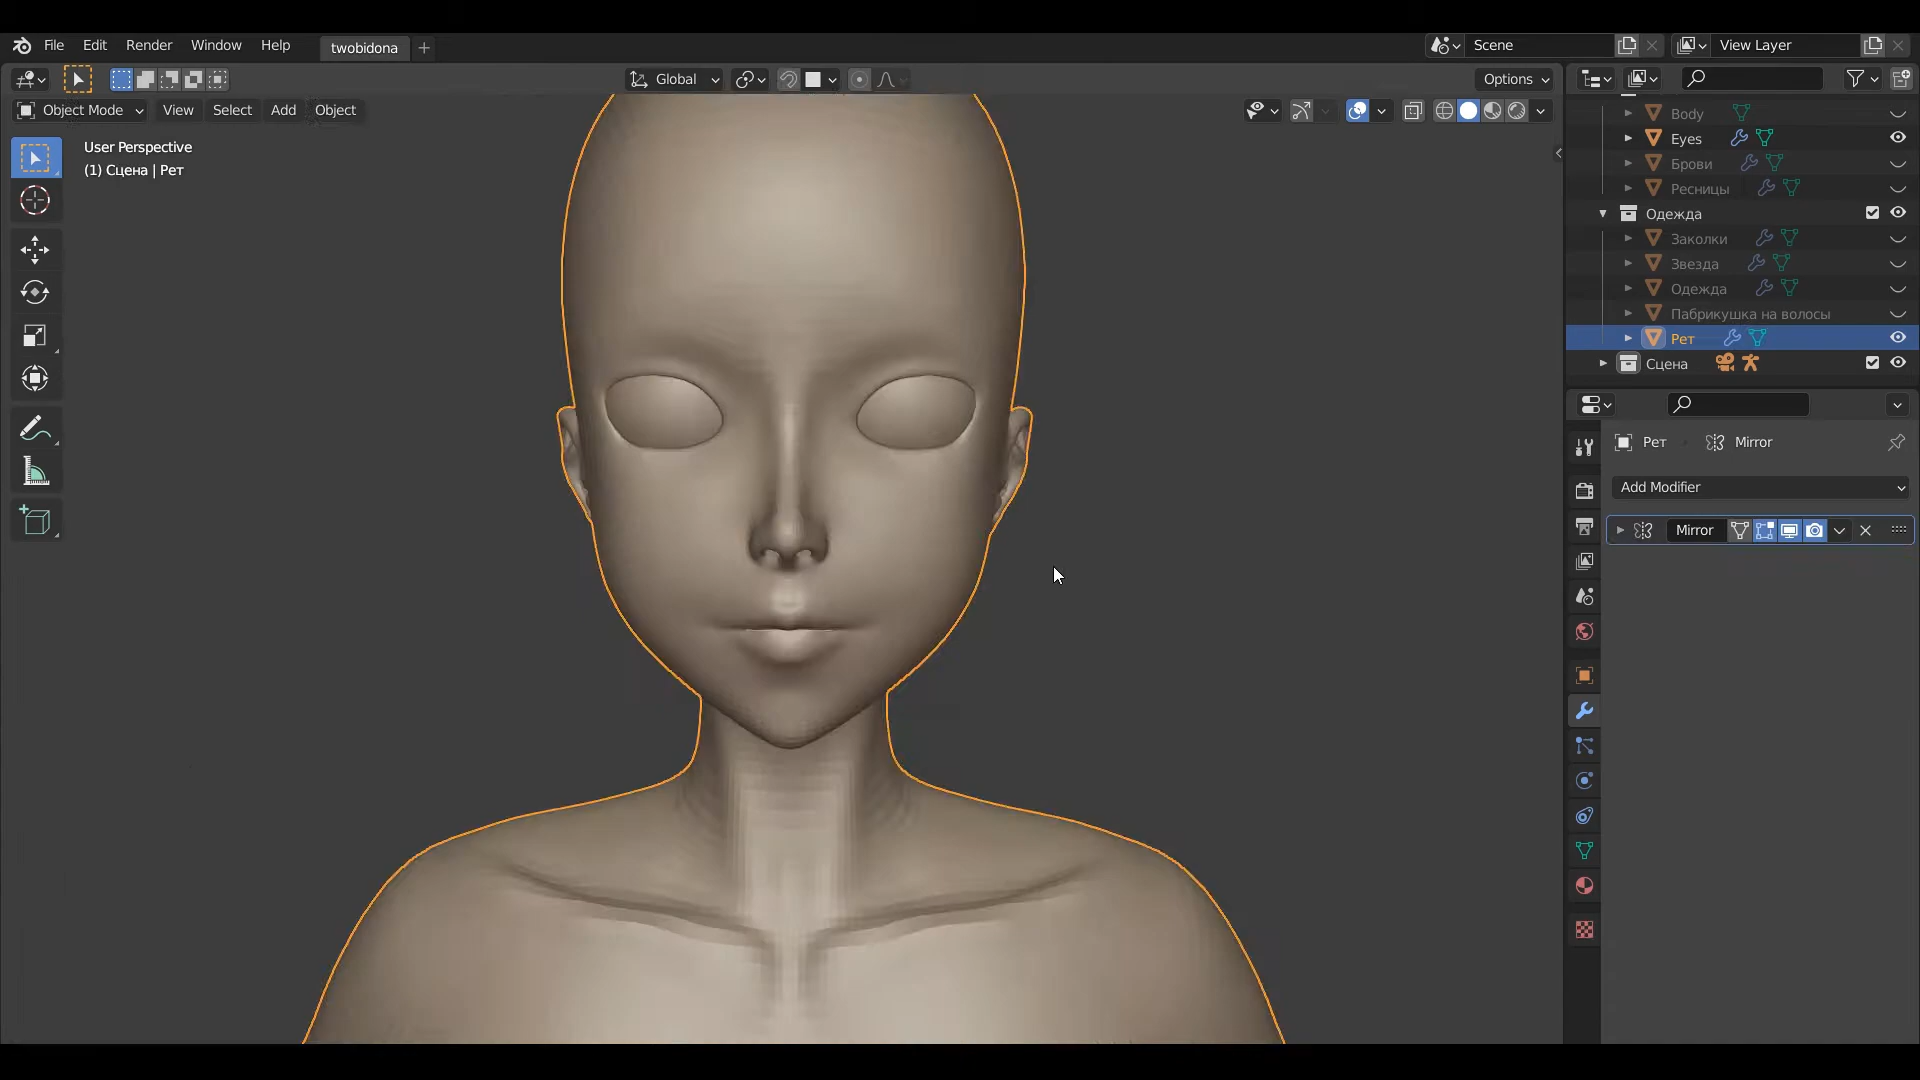 File Edit Render Window Help twobidona + Scene View Layer
Global Options
Object Mode View Select Add Object
User Perspective
(1) Сцена | Рет
Body
Eyes
Брови
Ресницы
Одежда
Заколки
Звезда
Одежда
Пабрикушка на волосы
Рет
Сцена
Рет Mirror
Add Modifier
Mirror